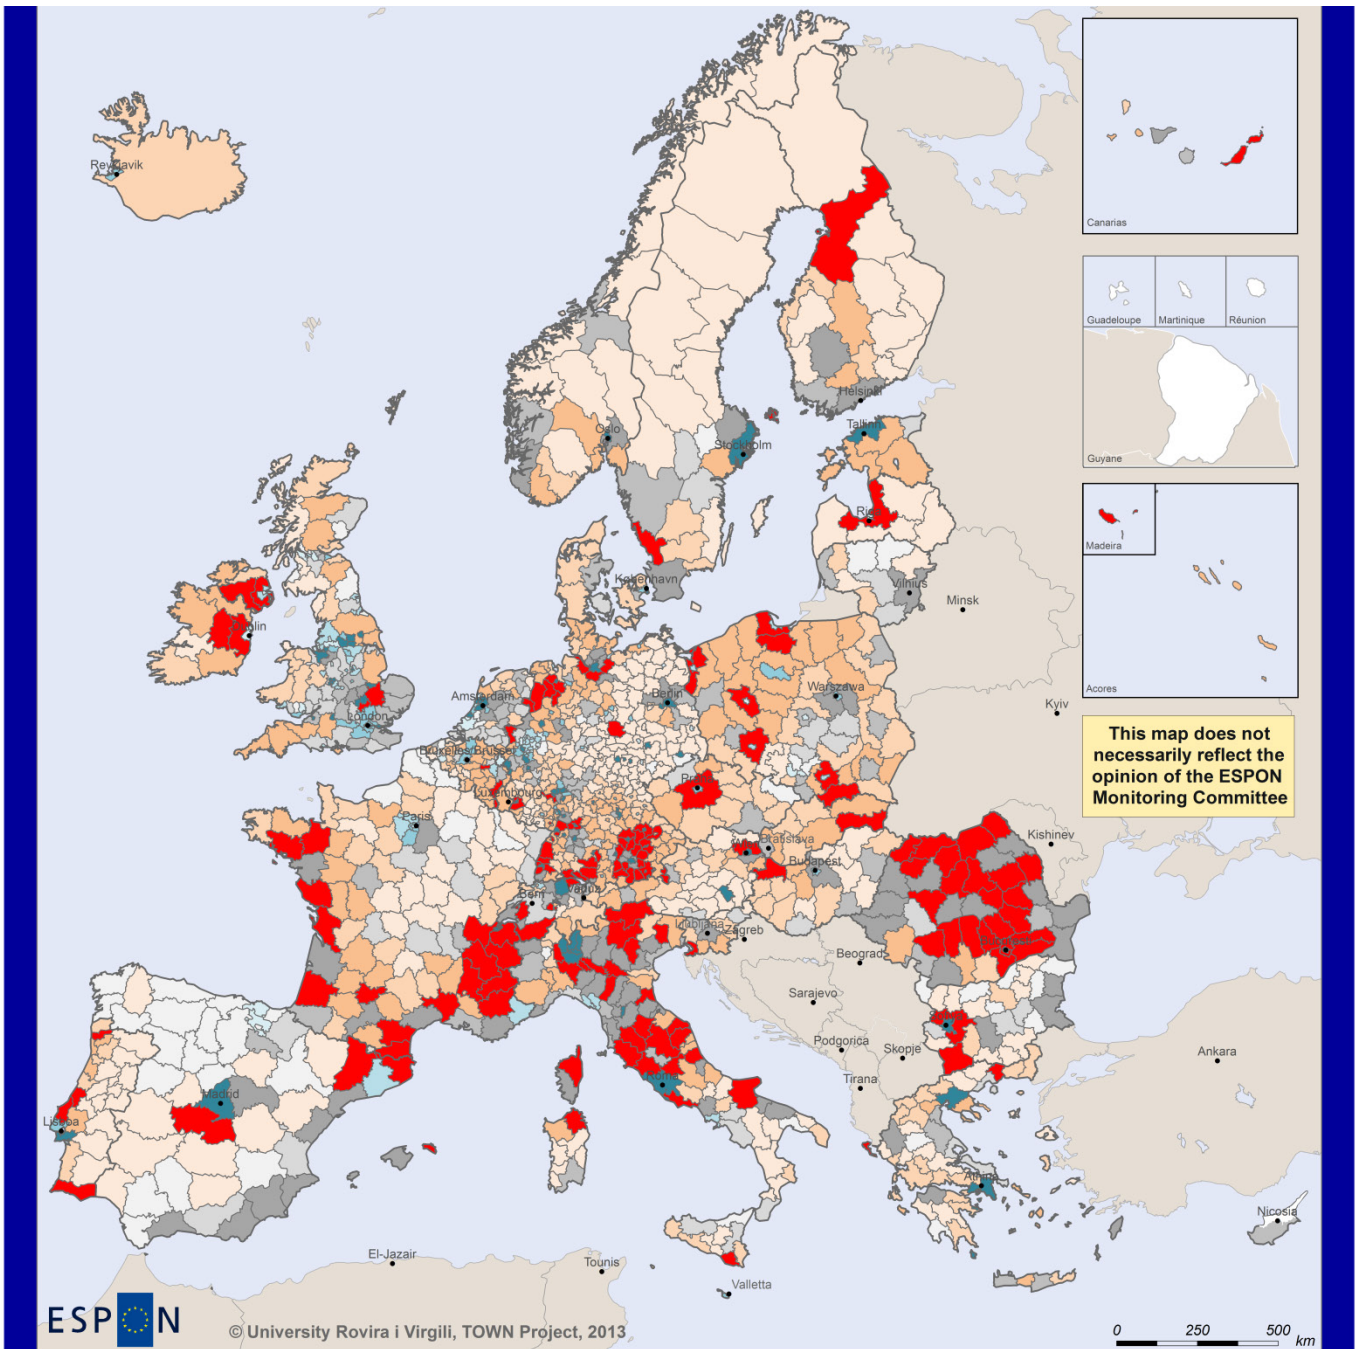 Reykjavik
Canarias
Guadeloupe
Martinique
Réunion
Guyane
Helsinki
Oslo
Tallinn
Stockholm
Riga
Madeira
København
Vilnius
Minsk
Acores
Amsterdam
Berlin
Warszawa
London
Kyiv
Bruxelles/Brussel
This map does not
necessarily reflect the
opinion of the ESPON
Monitoring Committee
Luxembourg
Paris
Bratislava
Kishinev
Budapest
Bern
Vaduz
Ljubljana
Zagreb
Beograd
Sarajevo
Podgorica
Skopje
Ankara
Tirana
Madrid
Roma
Lisboa
Athina
Nicosia
El-Jazair
Tounis
Valletta
ESPON
© University Rovira i Virgili, TOWN Project, 2013
0 250 500
km